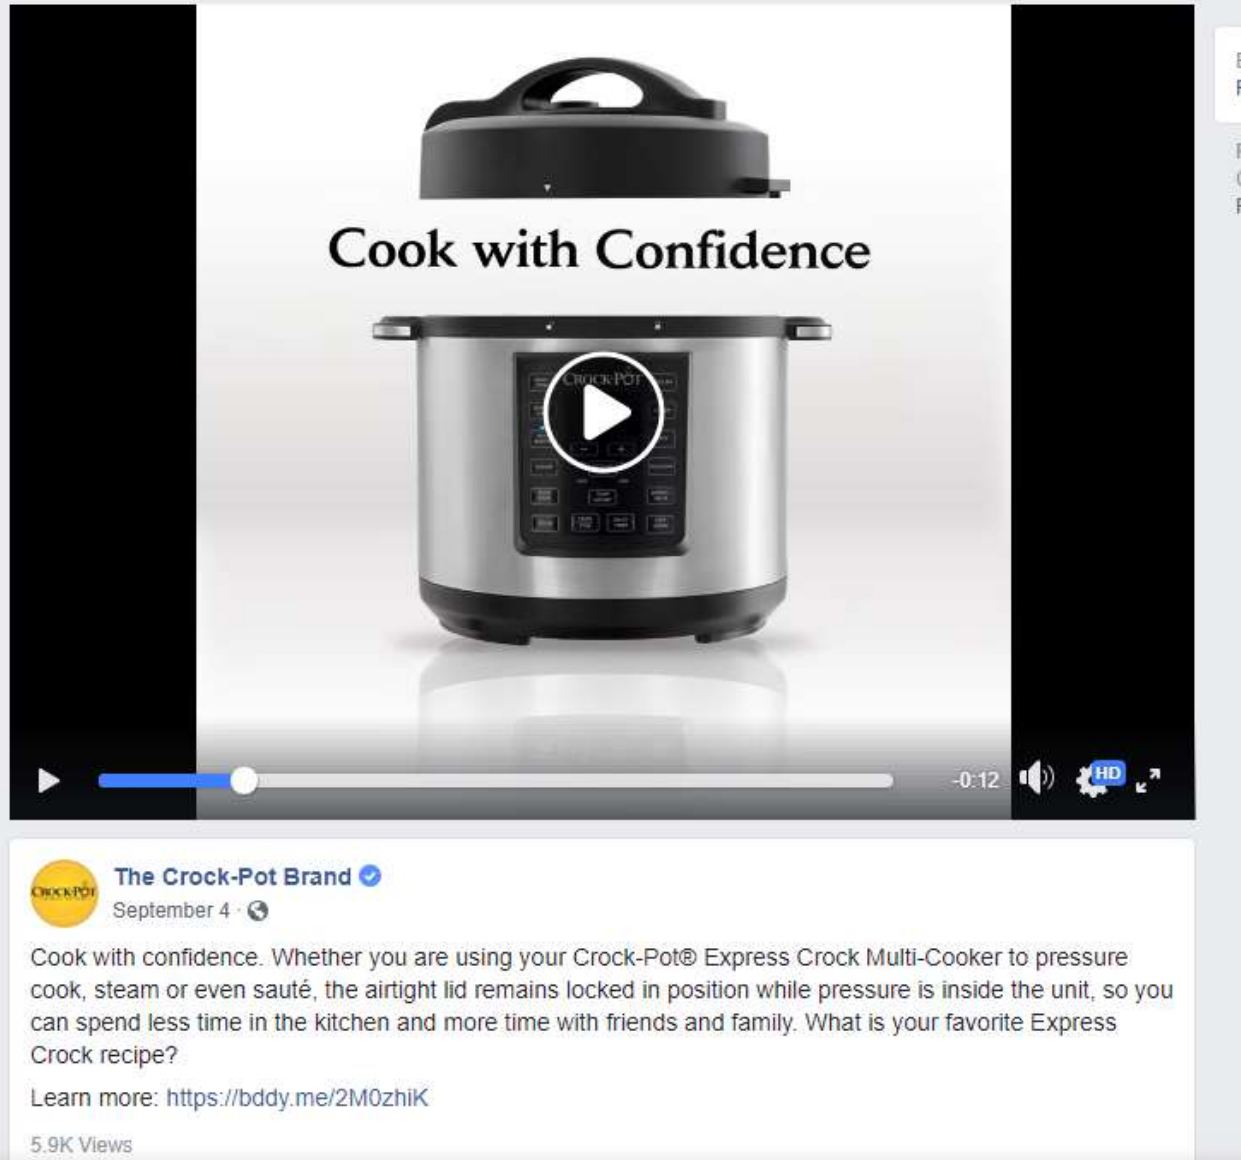 Cook with Confidence
CROCK·POT
-0:12
HD
CROCK·POT
The Crock-Pot Brand
September 4 ·
Cook with confidence. Whether you are using your Crock-Pot® Express Crock Multi-Cooker to pressure
cook, steam or even sauté, the airtight lid remains locked in position while pressure is inside the unit, so you
can spend less time in the kitchen and more time with friends and family. What is your favorite Express
Crock recipe?
Learn more: https://bddy.me/2M0zhiK
5.9K Views